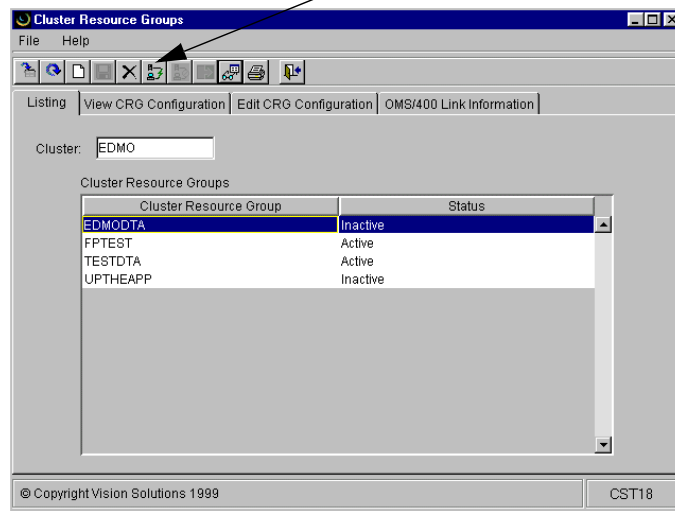 Cluster Resource Groups
File Help
Listing View CRG Configuration Edit CRG Configuration OMS/400 Link Information
Cluster: EDMO
Cluster Resource Groups
Cluster Resource Group Status
EDMODTA Inactive
FPTEST Active
TESTDTA Active
UPTHEAPP Inactive
© Copyright Vision Solutions 1999 CST18